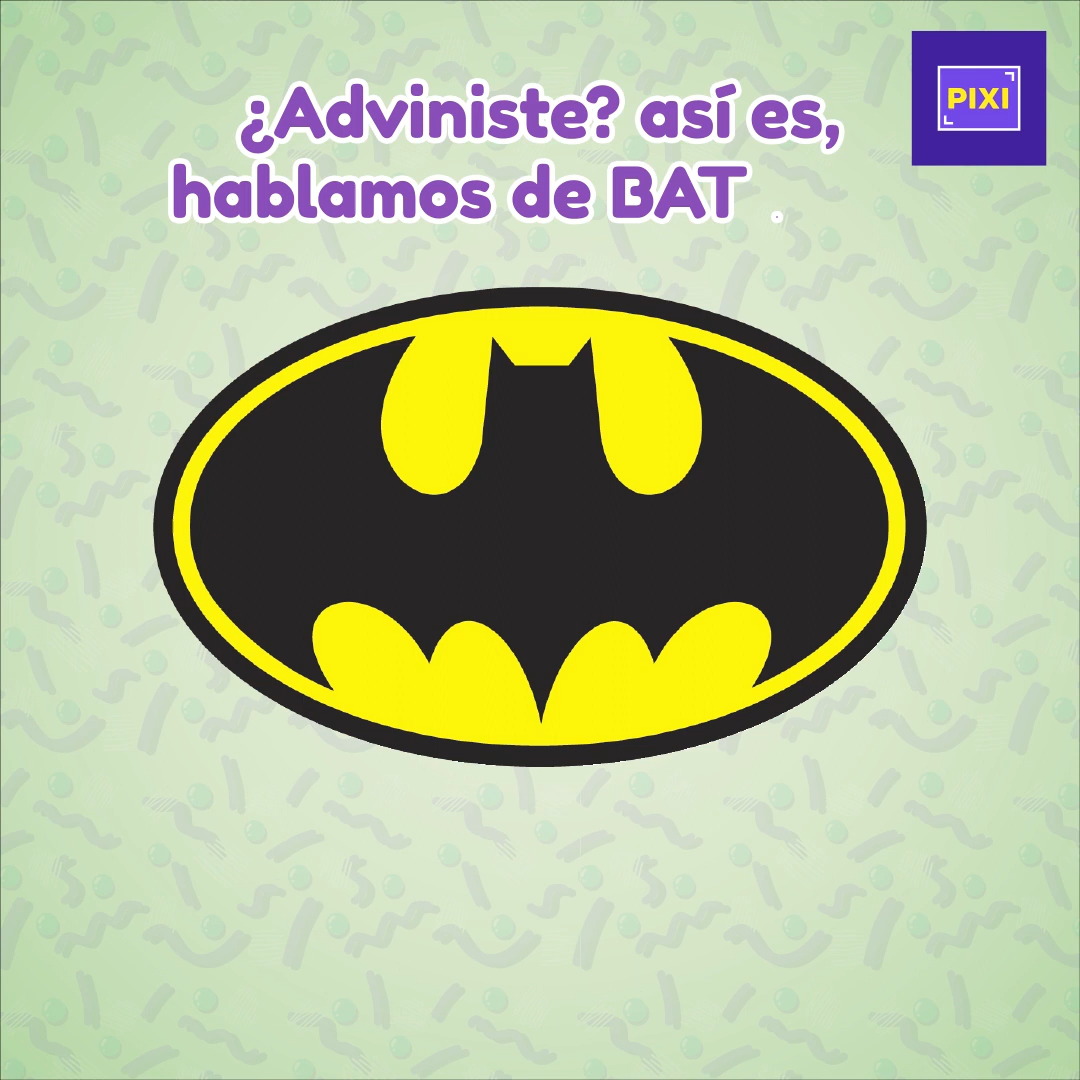 PIXI
¿Adviniste? así es,
hablamos de BAT